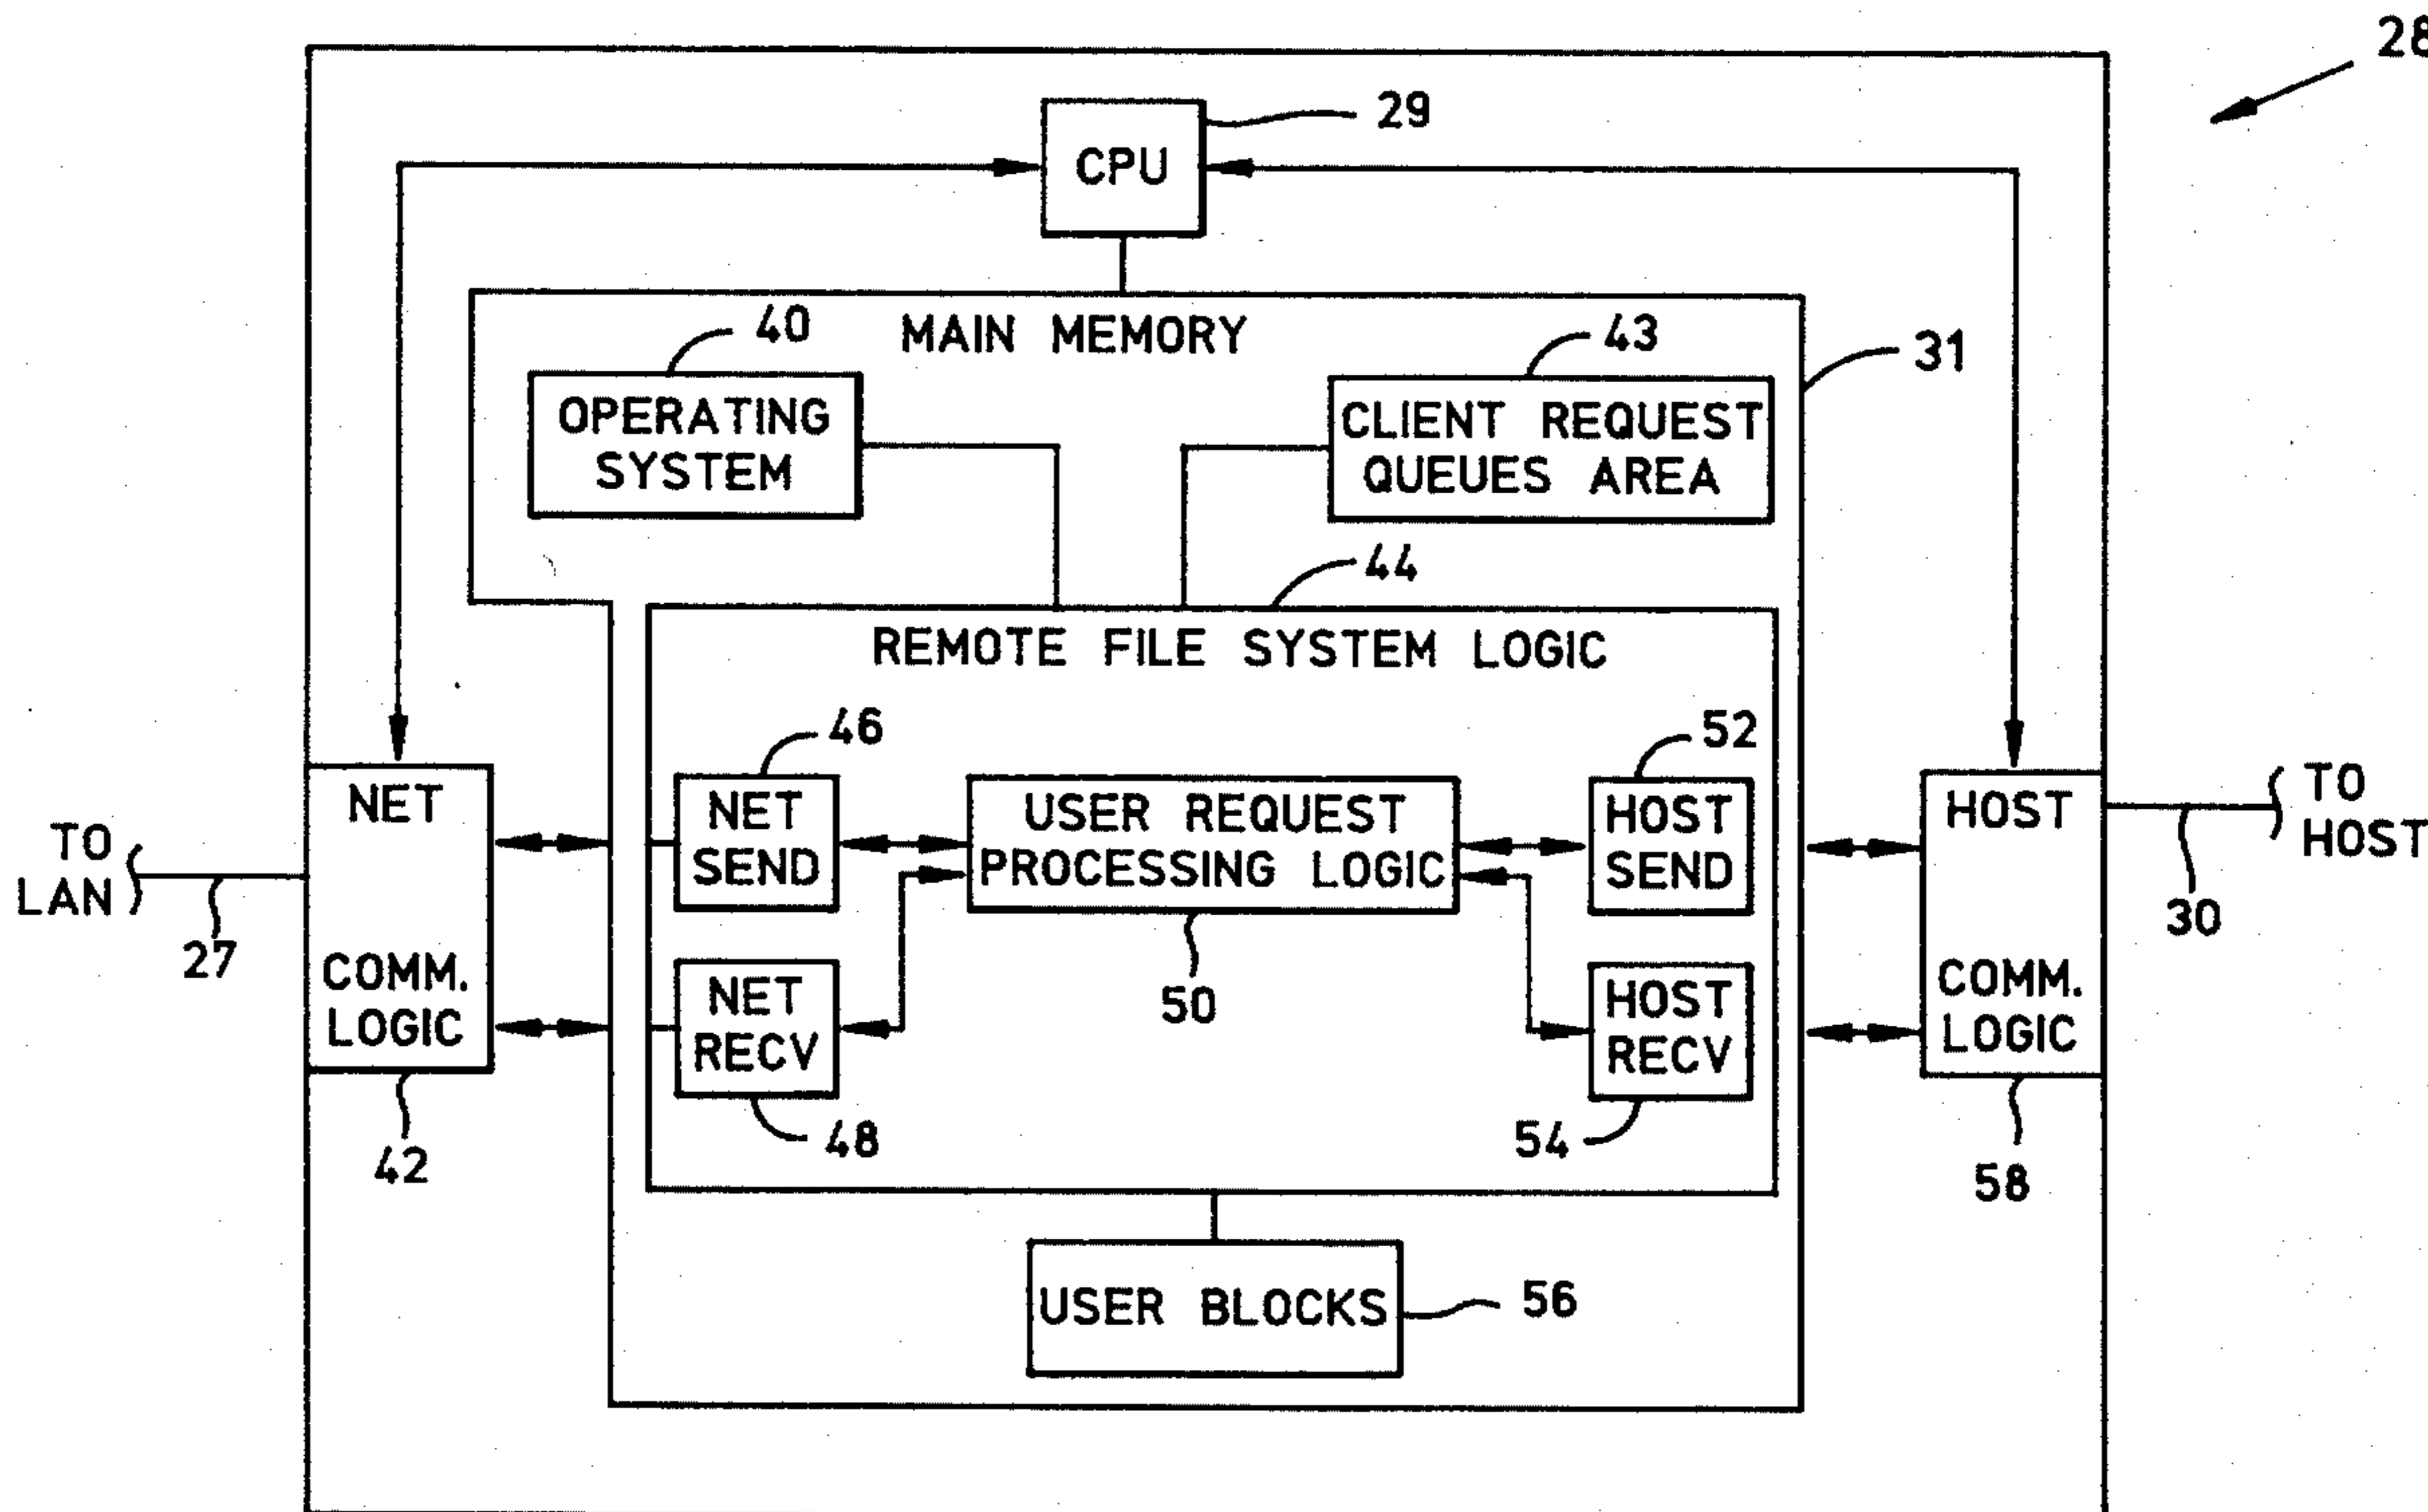 28
29
CPU
MAIN MEMORY
40
43
31
OPERATING
SYSTEM
CLIENT REQUEST
QUEUES AREA
44
REMOTE FILE SYSTEM LOGIC
46
52
NET
COMM.
LOGIC
NET
SEND
USER REQUEST
PROCESSING LOGIC
HOST
SEND
HOST
COMM.
LOGIC
TO
HOST
TO
LAN
27
30
NET
RECV
50
HOST
RECV
48
54
42
58
USER BLOCKS
56